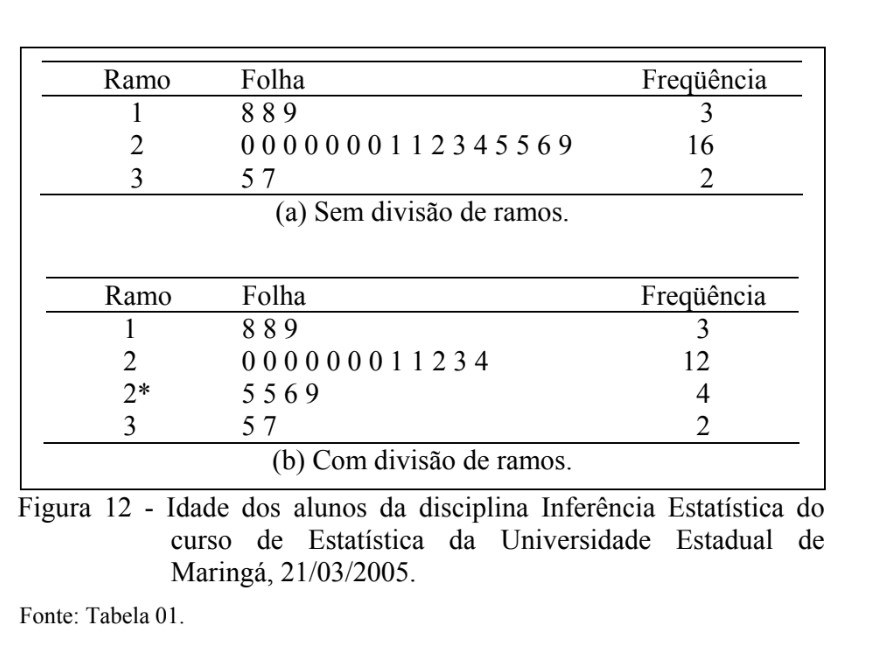 Ramo Folha Freqüência
1 8 8 9 3
2 0 0 0 0 0 0 0 1 1 2 3 4 5 5 6 9 16
3 5 7 2
(a) Sem divisão de ramos.
Ramo Folha Freqüência
1 8 8 9 3
2 0 0 0 0 0 0 0 1 1 2 3 4 12
2* 5 5 6 9 4
3 5 7 2
(b) Com divisão de ramos.
Figura 12 - Idade dos alunos da disciplina Inferência Estatística do
curso de Estatística da Universidade Estadual de
Maringá, 21/03/2005.
Fonte: Tabela 01.